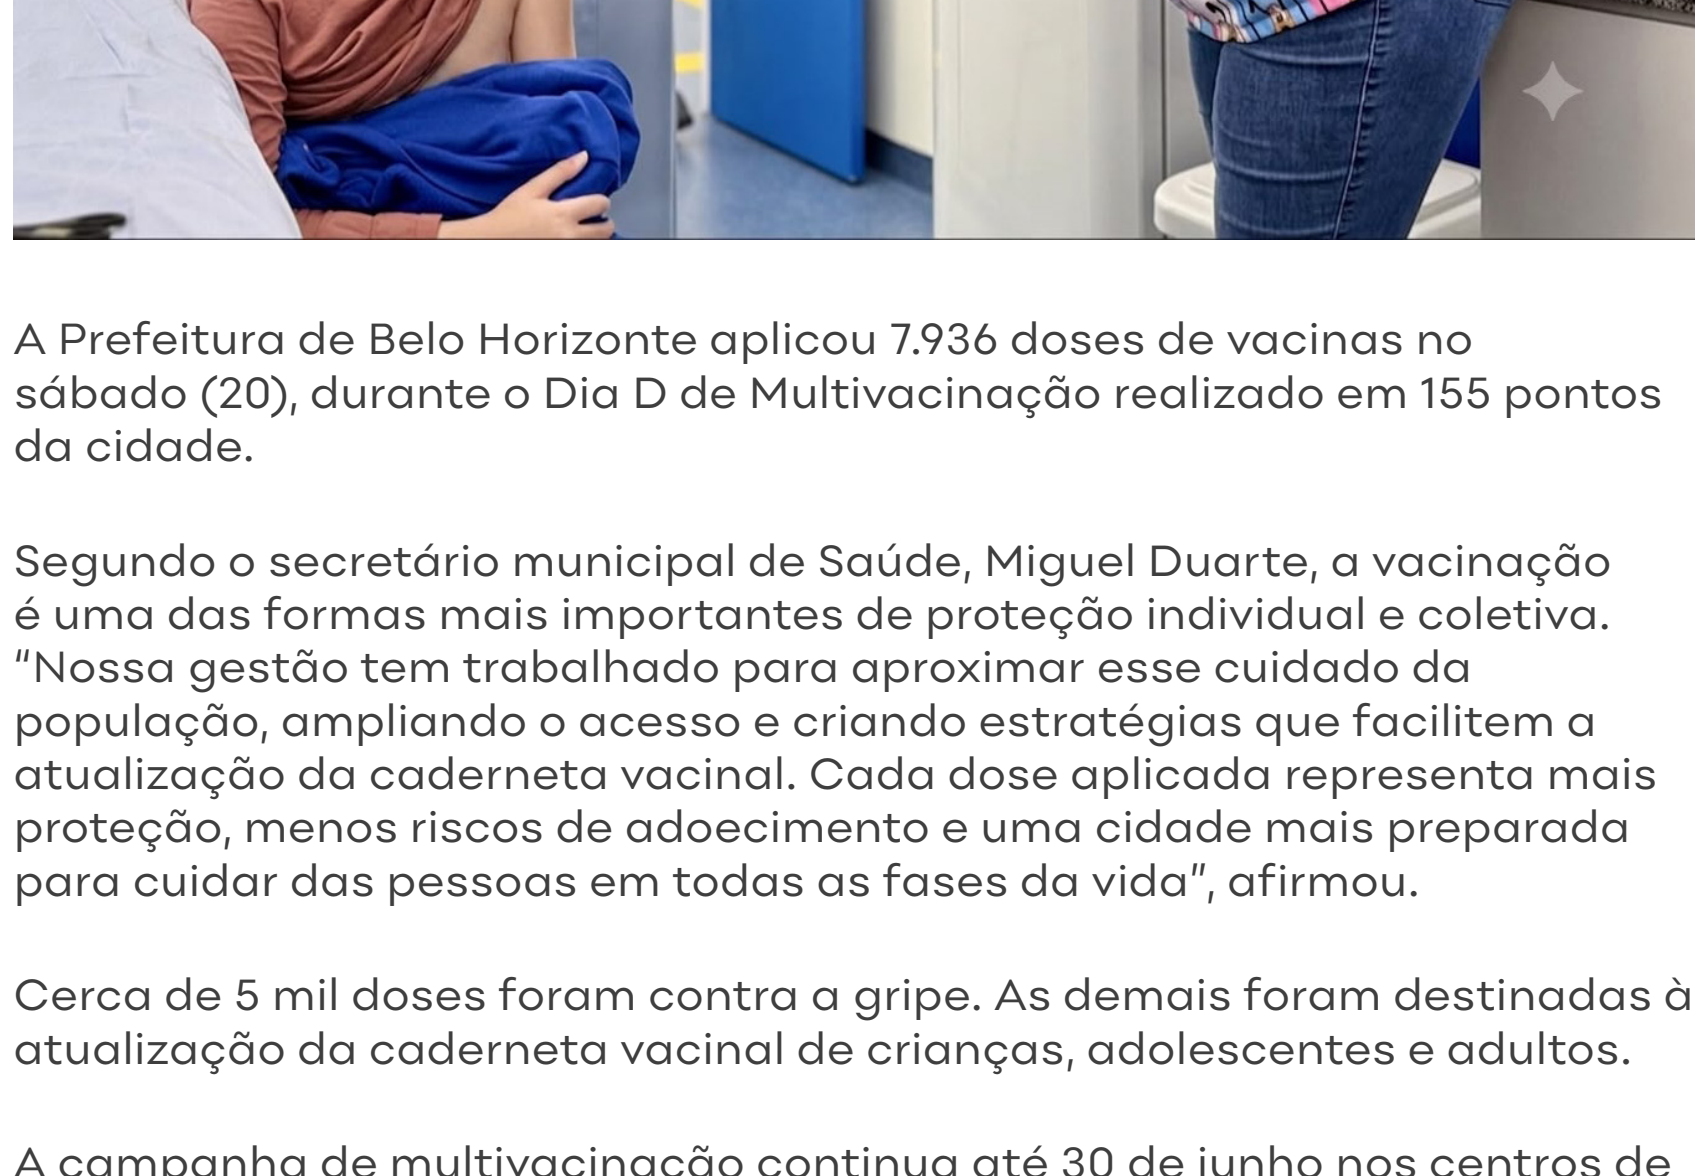 A Prefeitura de Belo Horizonte aplicou 7.936 doses de vacinas no
sábado (20), durante o Dia D de Multivacinação realizado em 155 pontos
da cidade.
Segundo o secretário municipal de Saúde, Miguel Duarte, a vacinação
é uma das formas mais importantes de proteção individual e coletiva.
“Nossa gestão tem trabalhado para aproximar esse cuidado da
população, ampliando o acesso e criando estratégias que facilitem a
atualização da caderneta vacinal. Cada dose aplicada representa mais
proteção, menos riscos de adoecimento e uma cidade mais preparada
para cuidar das pessoas em todas as fases da vida”, afirmou.
Cerca de 5 mil doses foram contra a gripe. As demais foram destinadas à
atualização da caderneta vacinal de crianças, adolescentes e adultos.
A campanha de multivacinação continua até 30 de junho nos centros de